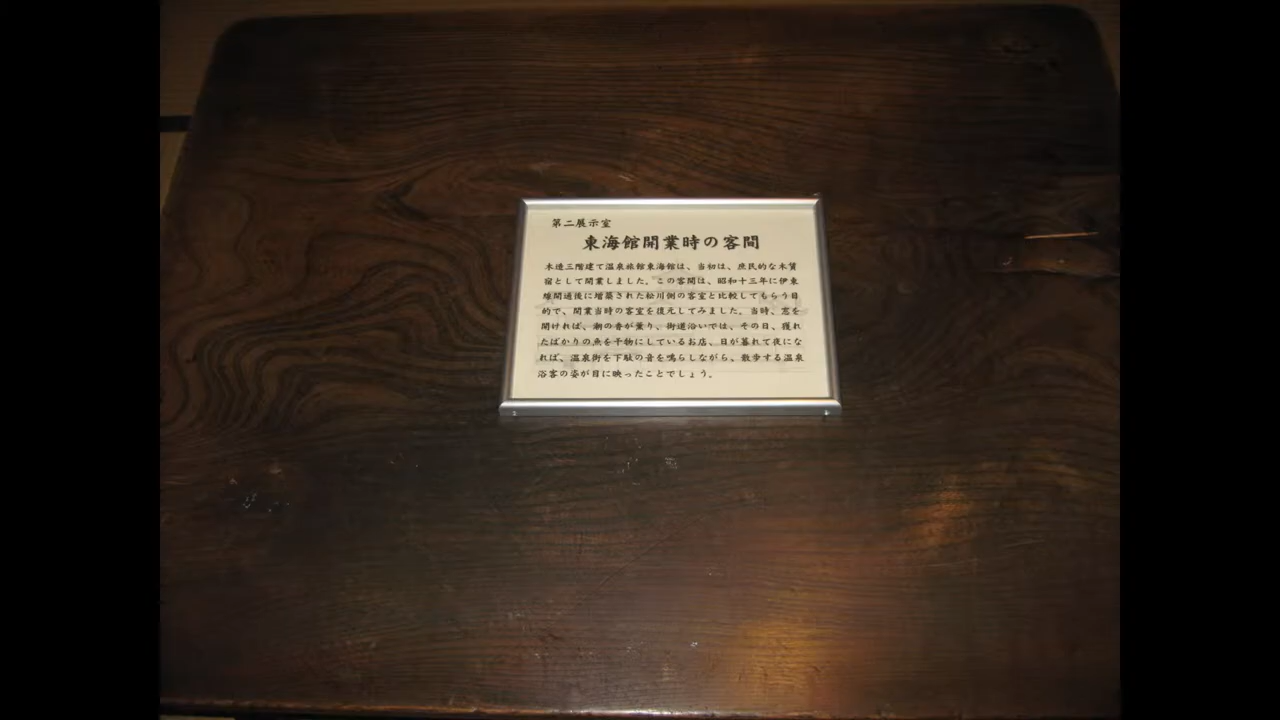 第二展示室
東海館開業時の客間
木造三階建て温泉旅館東海館は、当初は、庶民的な木賃
宿として開業しました。この客間は、昭和十三年に伊東
線開通後に増築された松川側の客室と比較してもらう目
的で、開業当時の客室を復元してみました。当時、窓を
開ければ、潮の香が薫り、街道沿いでは、その日、獲れ
たばかりの魚を干物にしているお店、日が暮れて夜にな
れば、温泉街を下駄の音を鳴らしながら、散歩する温泉
浴客の姿が目に映ったことでしょう。